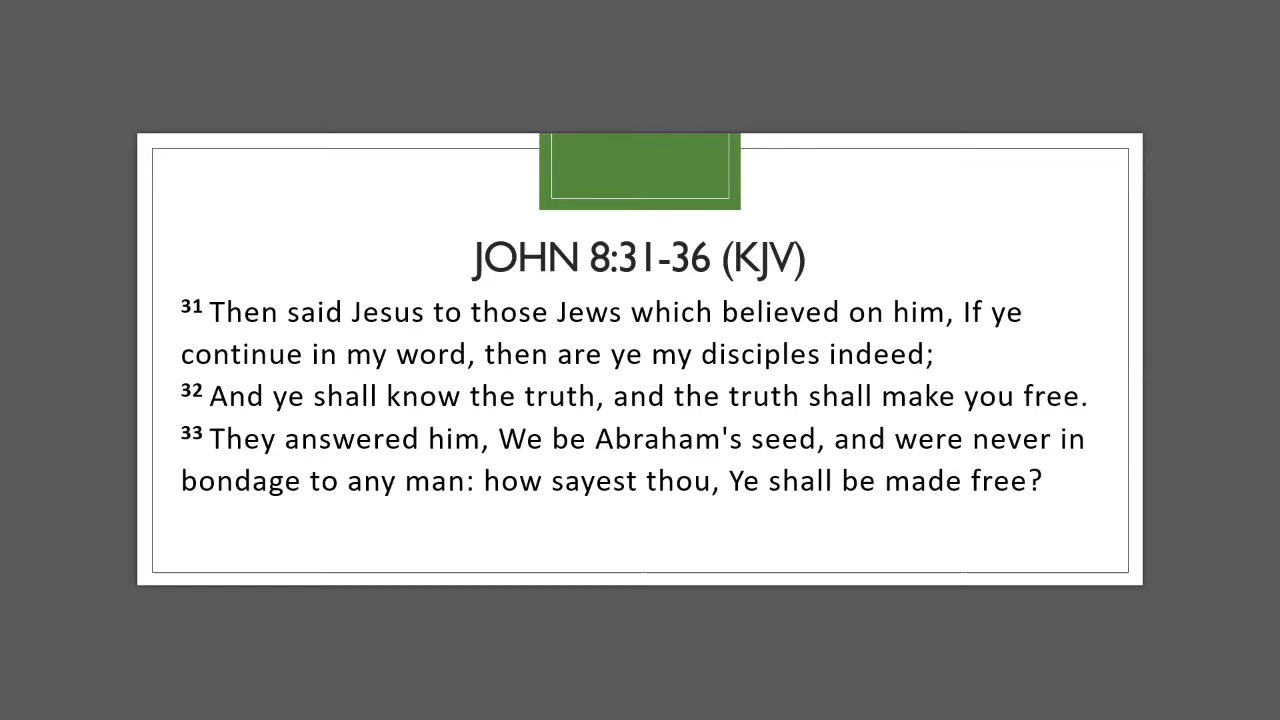 JOHN 8:31-36 (KJV)
31 Then said Jesus to those Jews which believed on him, If ye
continue in my word, then are ye my disciples indeed;
32 And ye shall know the truth, and the truth shall make you free.
33 They answered him, We be Abraham's seed, and were never in
bondage to any man: how sayest thou, Ye shall be made free?